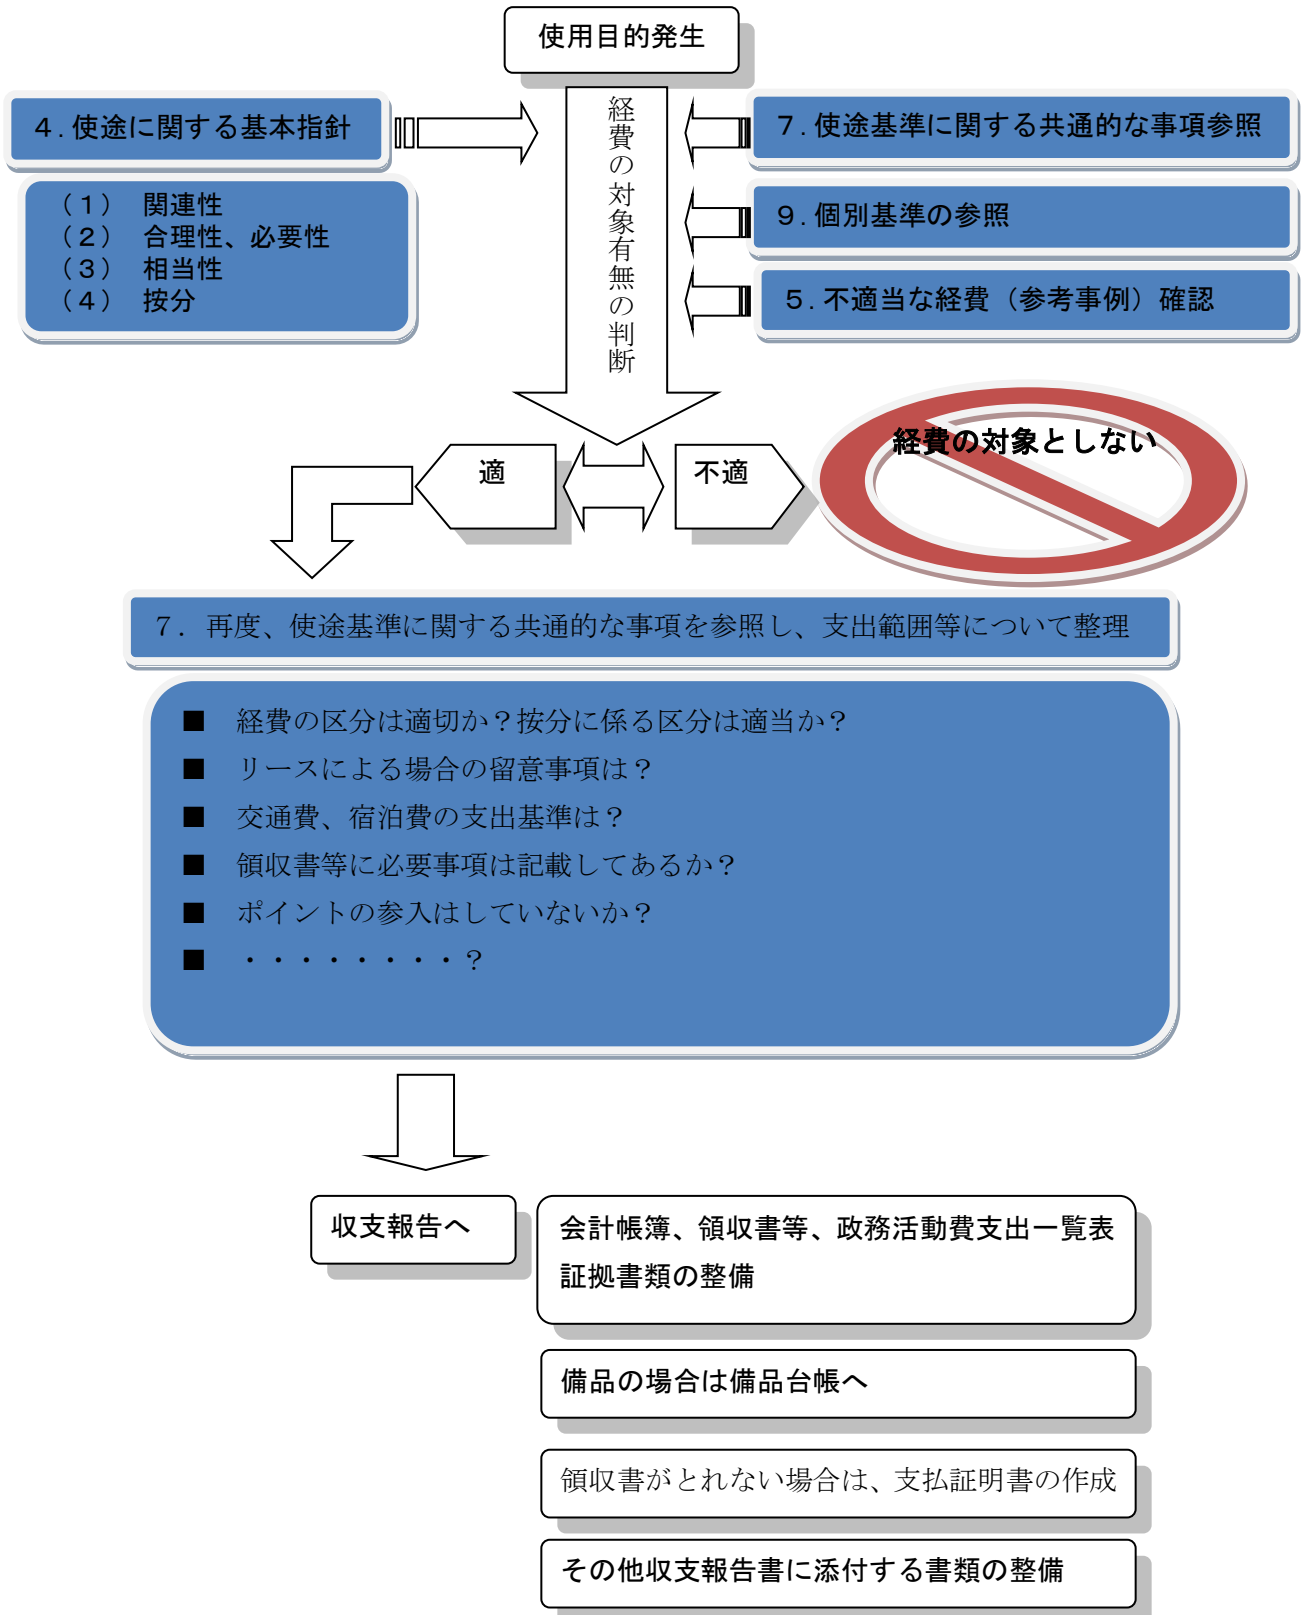 使用目的発生
経費の対象有無の判断
４.使途に関する基本指針
（１）　関連性
（２）　合理性、必要性
（３）　相当性
（４）　按分
７.使途基準に関する共通的な事項参照
９.個別基準の参照
５.不適当な経費（参考事例）確認
適
不適
経費の対象としない
７．再度、使途基準に関する共通的な事項を参照し、支出範囲等について整理
■　経費の区分は適切か？按分に係る区分は適当か？
■　リースによる場合の留意事項は？
■　交通費、宿泊費の支出基準は？
■　領収書等に必要事項は記載してあるか？
■　ポイントの参入はしていないか？
■　・・・・・・・・？
収支報告へ
会計帳簿、領収書等、政務活動費支出一覧表
証拠書類の整備
備品の場合は備品台帳へ
領収書がとれない場合は、支払証明書の作成
その他収支報告書に添付する書類の整備